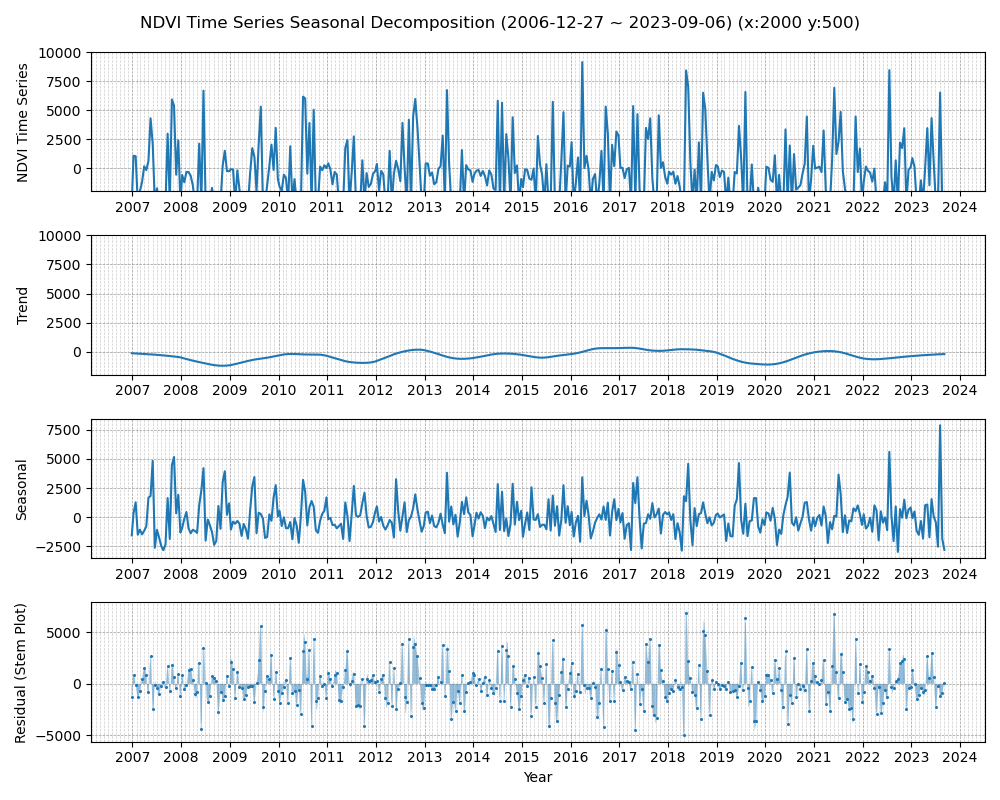 NDVI Time Series Seasonal Decomposition (2006-12-27 ~ 2023-09-06) (x:2000 y:500)
NDVI Time Series
10000
7500
5000
2500
0
2007 2008 2009 2010 2011 2012 2013 2014 2015 2016 2017 2018 2019 2020 2021 2022 2023 2024
Trend
10000
7500
5000
2500
0
2007 2008 2009 2010 2011 2012 2013 2014 2015 2016 2017 2018 2019 2020 2021 2022 2023 2024
Seasonal
7500
5000
2500
0
−2500
2007 2008 2009 2010 2011 2012 2013 2014 2015 2016 2017 2018 2019 2020 2021 2022 2023 2024
Residual (Stem Plot)
5000
0
−5000
2007 2008 2009 2010 2011 2012 2013 2014 2015 2016 2017 2018 2019 2020 2021 2022 2023 2024
Year